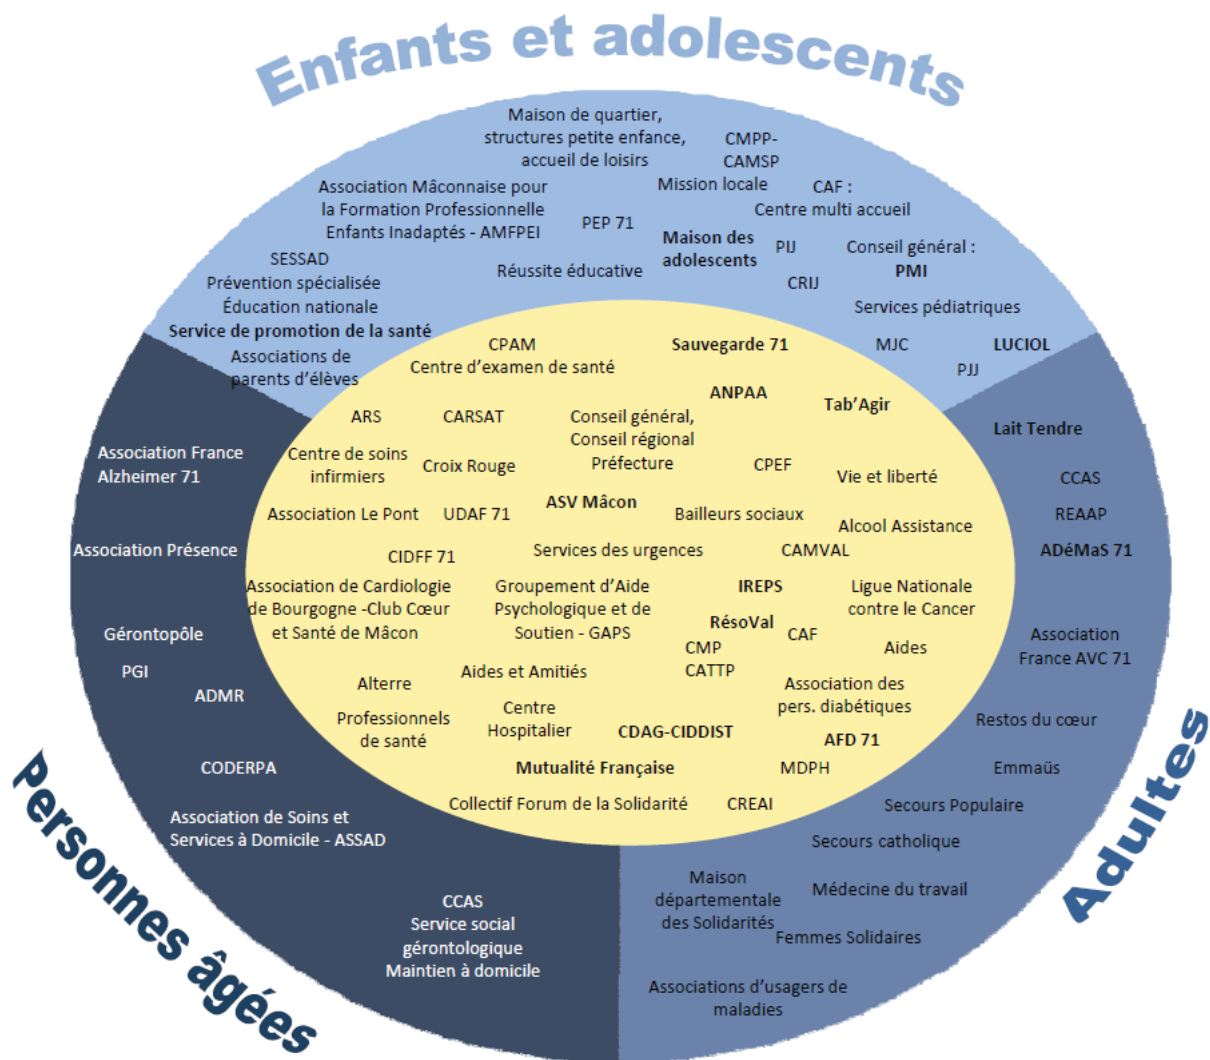 Enfants et adolescents
Maison de quartier,
structures petite enfance,
accueil de loisirs
CMPP-
CAMSP
Mission locale
CAF :
Centre multi accueil
Association Mâconnaise pour
la Formation Professionnelle
Enfants Inadaptés - AMFPEI
PEP 71
Maison des
adolescents
PIJ
CRIJ
Conseil général :
PMI
Réussite éducative
SESSAD
Prévention spécialisée
Éducation nationale
Service de promotion de la santé
Associations de
parents d'élèves
Services pédiatriques
MJC
LUCIOL
PJJ
CPAM
Centre d'examen de santé
Sauvegarde 71
ANPAA
Tab'Agir
ARS
CARSAT
Conseil général,
Conseil régional
Préfecture
Centre de soins
infirmiers
Croix Rouge
CPEF
Vie et liberté
ASV Mâcon
Association Le Pont
UDAF 71
Bailleurs sociaux
Alcool Assistance
CIDFF 71
Services des urgences
CAMVAL
Association de Cardiologie
de Bourgogne -Club Cœur
et Santé de Mâcon
Groupement d'Aide
Psychologique et de
Soutien - GAPS
IREPS
Ligue Nationale
contre le Cancer
RésoVal
CAF
CMP
CATTP
Aides
Alterre
Aides et Amitiés
Association des
pers. diabétiques
Professionnels
de santé
Centre
Hospitalier
CDAG-CIDDIST
AFD 71
Mutualité Française
MDPH
Collectif Forum de la Solidarité
CREAI
Lait Tendre
CCAS
REAAP
ADéMaS 71
Association
France AVC 71
Restos du cœur
Emmaüs
Secours Populaire
Secours catholique
Maison
départementale
des Solidarités
Médecine du travail
Femmes Solidaires
Associations d'usagers de
maladies
Adultes
Association France
Alzheimer 71
Association Présence
Gérontopôle
PGI
ADMR
CODERPA
Association de Soins et
Services à Domicile - ASSAD
CCAS
Service social
gérontologique
Maintien à domicile
Personnes âgées